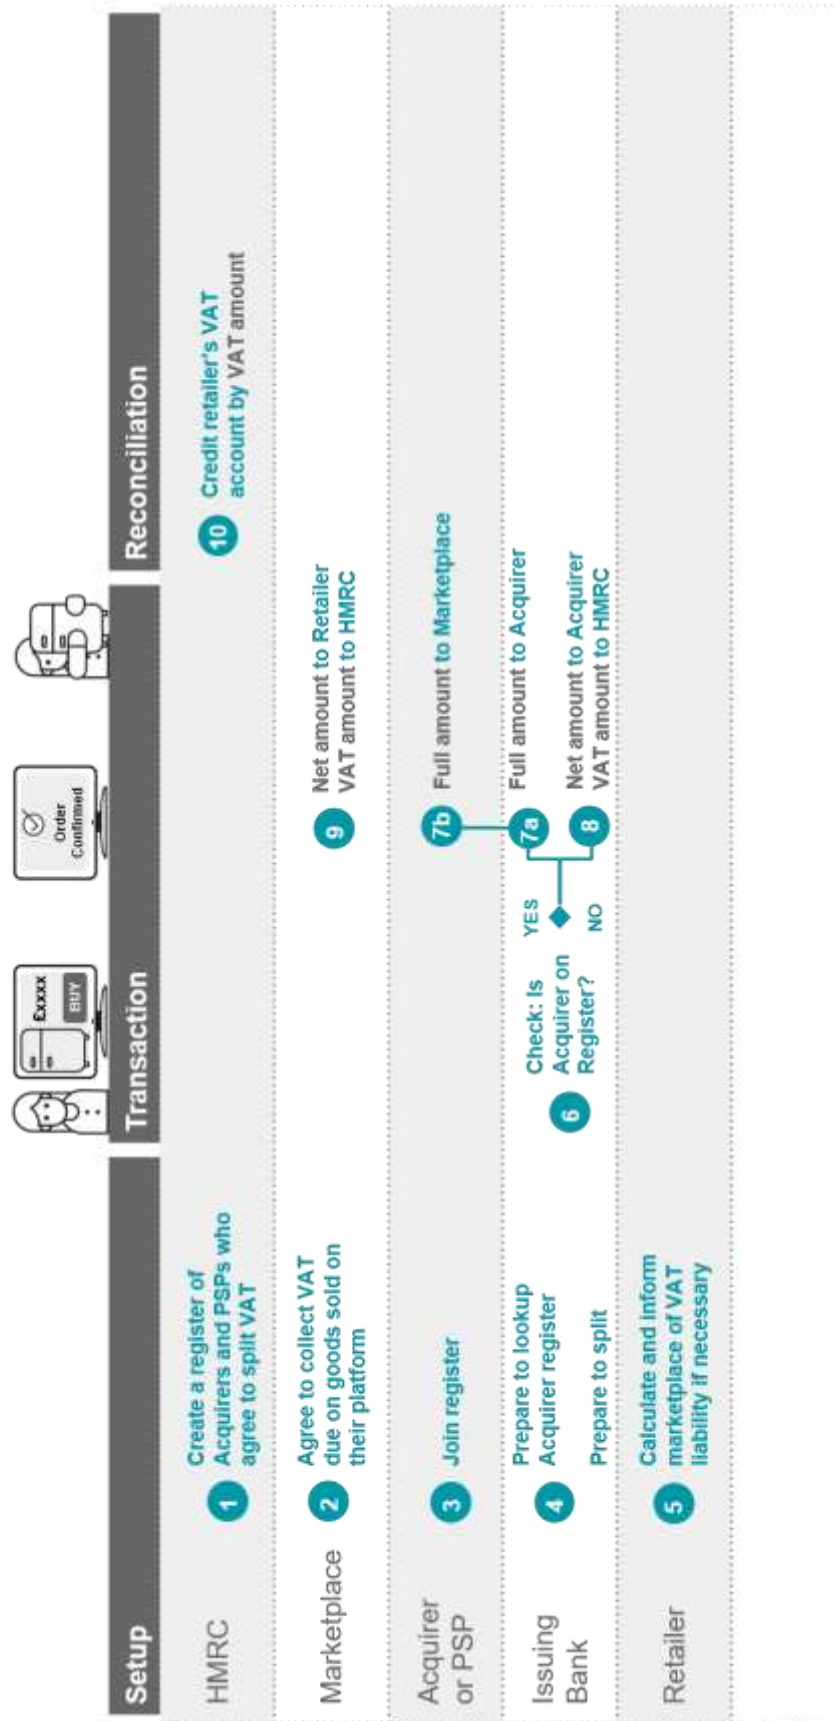 £xxxx
BUY
Order
Confirmed
Setup
Transaction
Reconciliation
HMRC
1
Create a register of
Acquirers and PSPs who
agree to split VAT
10
Credit retailer's VAT
account by VAT amount
Marketplace
2
Agree to collect VAT
due on goods sold on
their platform
9
Net amount to Retailer
VAT amount to HMRC
Acquirer
or PSP
3
Join register
7b
Full amount to Marketplace
Issuing
Bank
4
Prepare to lookup
Acquirer register
Prepare to split
6
Check: Is
Acquirer on
Register?
YES
NO
7a
Full amount to Acquirer
8
Net amount to Acquirer
VAT amount to HMRC
Retailer
5
Calculate and inform
marketplace of VAT
liability if necessary